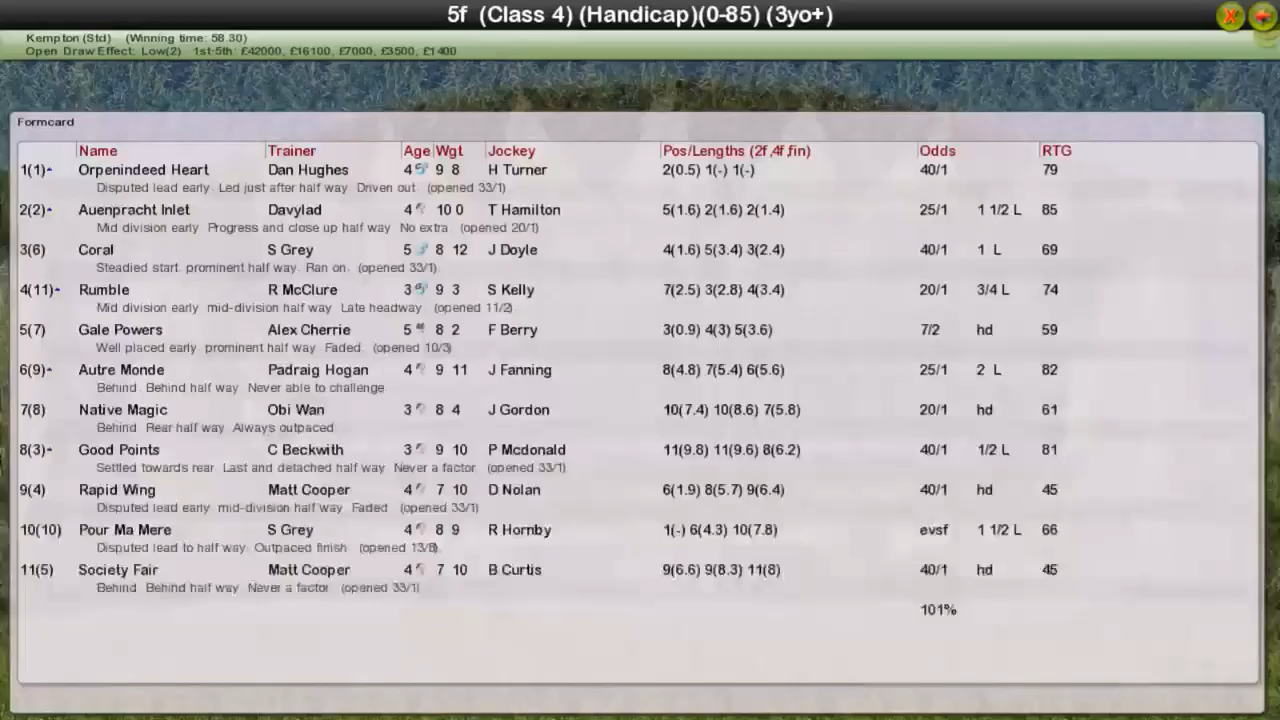 5f (Class 4) (Handicap)(0-85) (3yo+)
Kempton (Std) (Winning time: 58.30)
Open Draw Effect: Low(2) 1st-5th: £42000, £16100, £7000, £3500, £1400
Formcard
Name Trainer Age Wgt Jockey Pos/Lengths (2f,4f,fin) Odds RTG
1(1) Orpenindeed Heart Dan Hughes 4 9 8 H Turner 2(0.5) 1(-) 1(-) 40/1 79
Disputed lead early Led just after half way Driven out (opened 33/1)
2(2) Auenpracht Inlet Davylad 4 10 0 T Hamilton 5(1.6) 2(1.6) 2(1.4) 25/1 1 1/2 L 85
Mid division early Progress and close up half way No extra (opened 20/1)
3(6) Coral S Grey 5 8 12 J Doyle 4(1.6) 5(3.4) 3(2.4) 40/1 1 L 69
Steadied start prominent half way Ran on (opened 33/1)
4(11) Rumble R McClure 3 9 3 S Kelly 7(2.5) 3(2.8) 4(3.4) 20/1 3/4 L 74
Mid division early mid-division half way Late headway (opened 11/2)
5(7) Gale Powers Alex Cherrie 5 8 2 F Berry 3(0.9) 4(3) 5(3.6) 7/2 hd 59
Well placed early prominent half way Faded (opened 10/3)
6(9) Autre Monde Padraig Hogan 4 9 11 J Fanning 8(4.8) 7(5.4) 6(5.6) 25/1 2 L 82
Behind Behind half way Never able to challenge
7(8) Native Magic Obi Wan 3 8 4 J Gordon 10(7.4) 10(8.6) 7(5.8) 20/1 hd 61
Behind Rear half way Always outpaced
8(3) Good Points C Beckwith 3 9 10 P Mcdonald 11(9.8) 11(9.6) 8(6.2) 40/1 1/2 L 81
Settled towards rear Last and detached half way Never a factor (opened 33/1)
9(4) Rapid Wing Matt Cooper 4 7 10 D Nolan 6(1.9) 8(5.7) 9(6.4) 40/1 hd 45
Disputed lead early mid-division half way Faded (opened 33/1)
10(10) Pour Ma Mere S Grey 4 8 9 R Hornby 1(-) 6(4.3) 10(7.8) evsf 1 1/2 L 66
Disputed lead to half way Outpaced finish (opened 13/8)
11(5) Society Fair Matt Cooper 4 7 10 B Curtis 9(6.6) 9(8.3) 11(8) 40/1 hd 45
Behind Behind half way Never a factor (opened 33/1)
101%